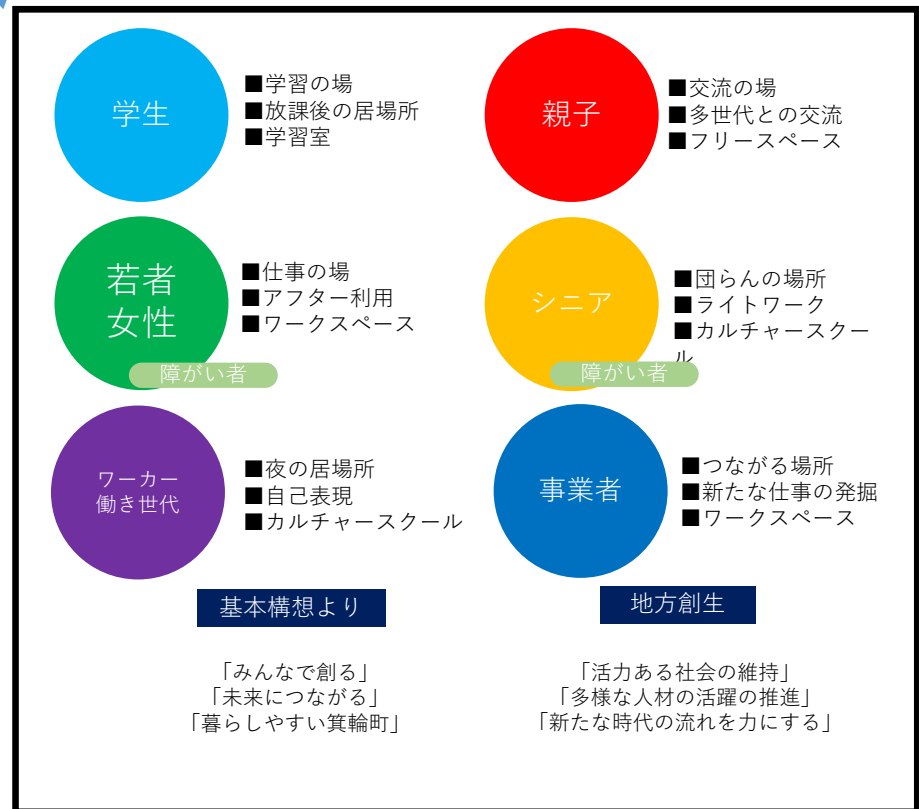 学生
■学習の場
■放課後の居場所
■学習室
親子
■交流の場
■多世代との交流
■フリースペース
若者
女性
■仕事の場
■アフター利用
■ワークスペース
障がい者
シニア
■団らんの場所
■ライトワーク
■カルチャースクー
ル
障がい者
ワーカー
働き世代
■夜の居場所
■自己表現
■カルチャースクール
事業者
■つながる場所
■新たな仕事の発掘
■ワークスペース
基本構想より
「みんなで創る」
「未来につながる」
「暮らしやすい箕輪町」
地方創生
「活力ある社会の維持」
「多様な人材の活躍の推進」
「新たな時代の流れを力にする」